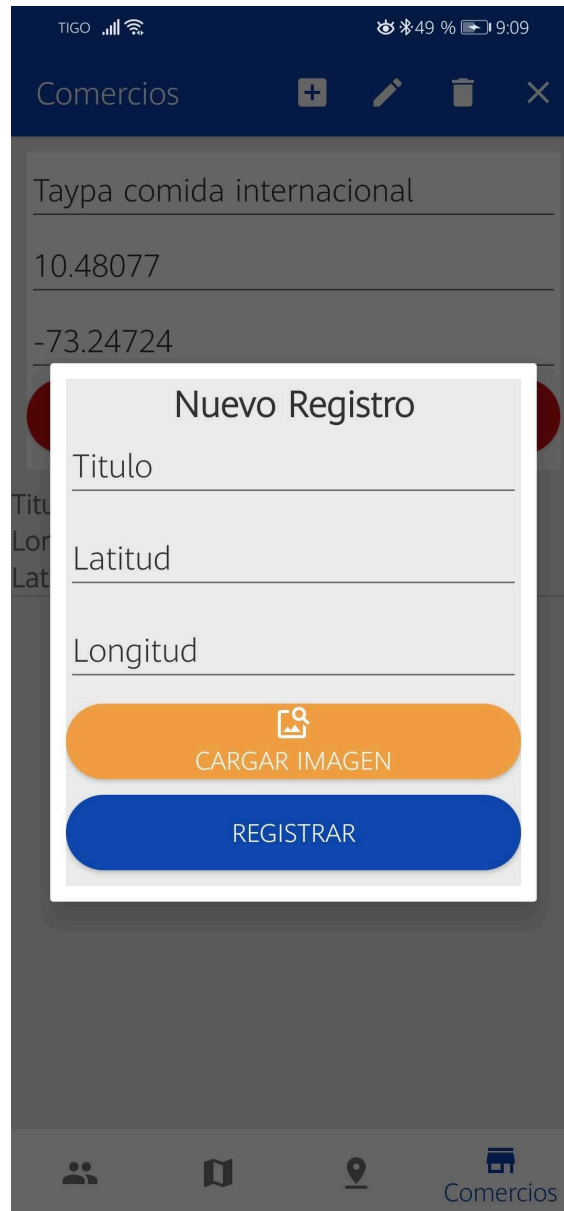 TIGO 49 % 9:09
Comercios
Taypa comida internacional
10.48077
-73.24724
Nuevo Registro
Titulo
Latitud
Longitud
CARGAR IMAGEN
REGISTRAR
Comercios